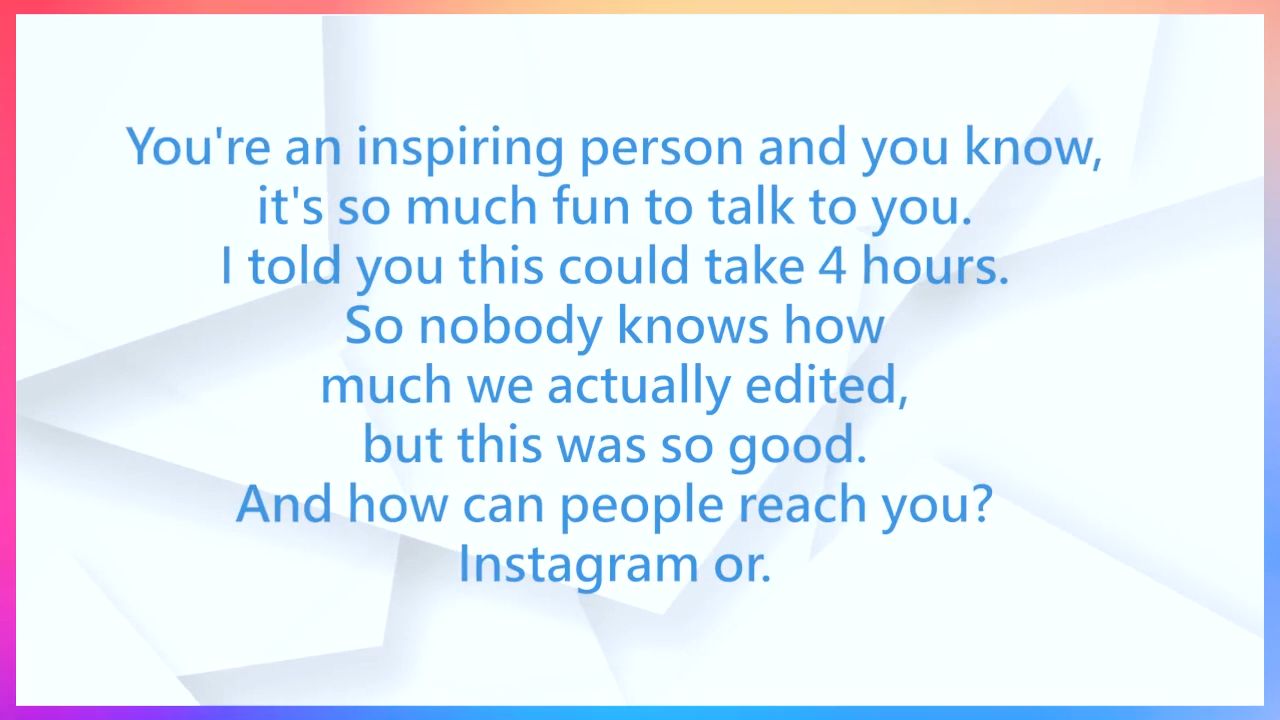 You're an inspiring person and you know,
it's so much fun to talk to you.
I told you this could take 4 hours.
So nobody knows how
much we actually edited,
but this was so good.
And how can people reach you?
Instagram or.